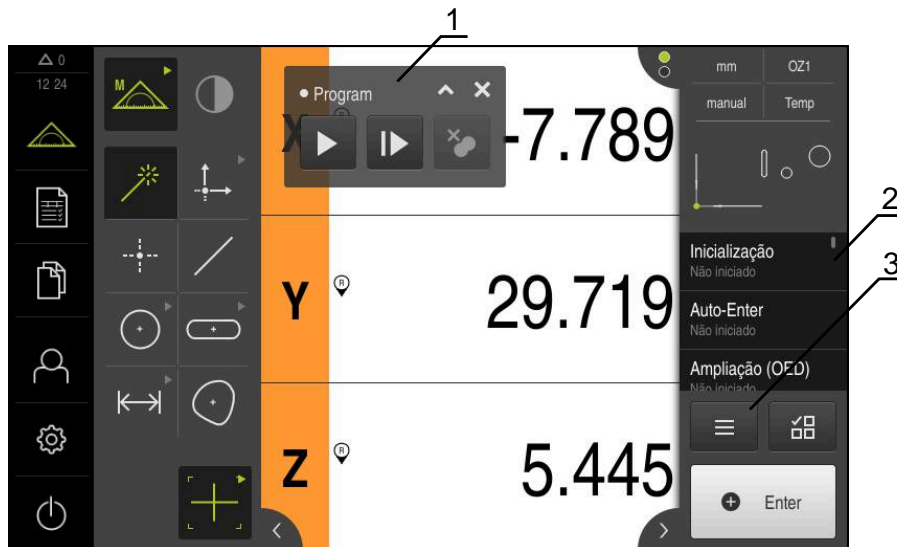 1
0
12 24
M
Program
X
-7.789
mm
OZ1
manual
Temp
2
Inicialização
Não iniciado
3
Y
R
29.719
Auto-Enter
Não iniciado
Ampliação (OED)
Não iniciado
Z
R
5.445
Enter